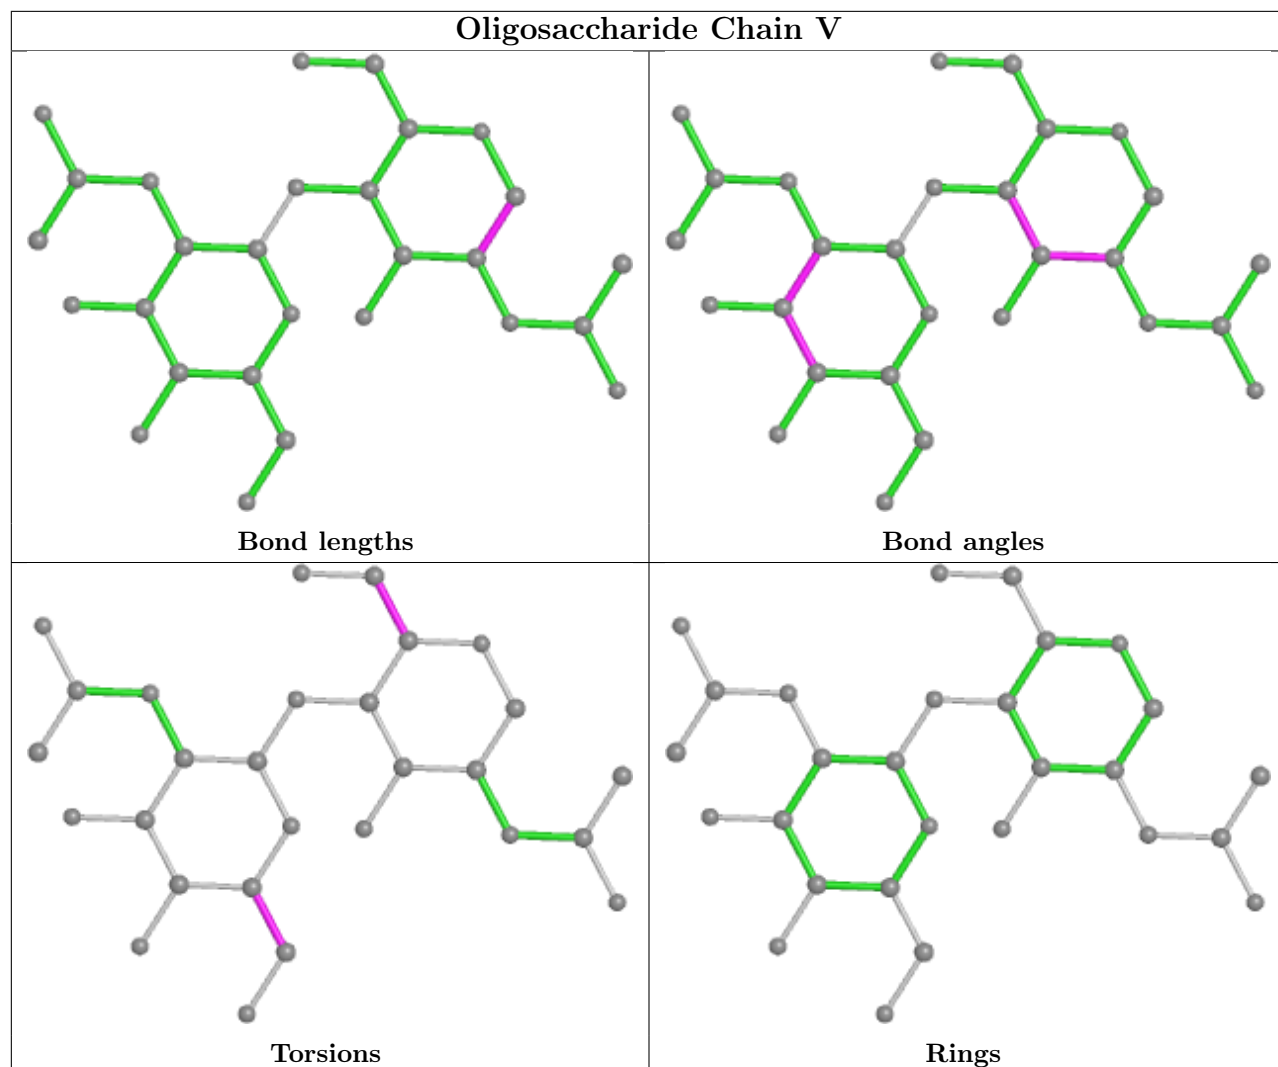 Oligosaccharide Chain V
Bond lengths
Bond angles
Torsions
Rings